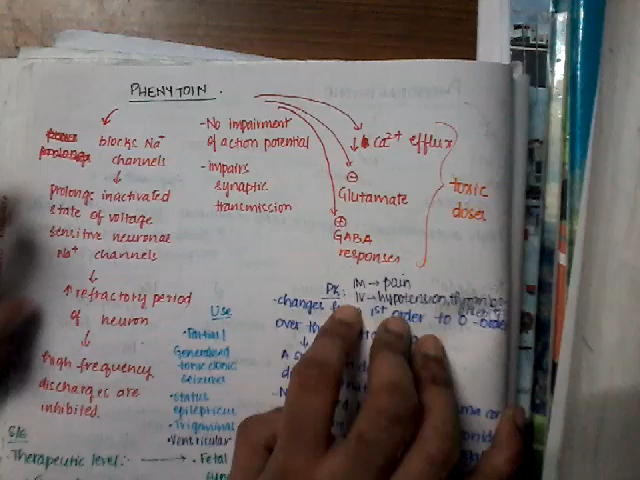 PHENYTOIN.
blocks Na+
channels
prolongs inactivated
state of voltage
sensitive neuronal
Na+ channels
↑ refractory period
of neuron
high frequency
discharges are
inhibited.
S/E
Therapeutic level:- → • Fetal
- No impairment
of action potential
- impairs
synaptic
transmission
↓ Ca2+ efflux
⊖
Glutamate
⊕
GABA
responses
toxic
doses
Use
• Partial
Generalized
tonic clonic
seizures
• status
epilepticus
• Trigeminal
• Ventricular
PK: IM → pain
IV → hypotension,
• changes
1st order to 0-order
over the